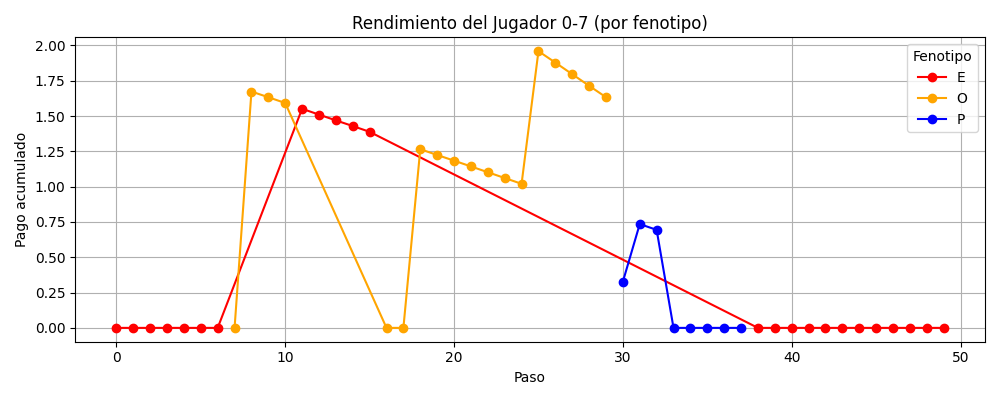 Rendimiento del Jugador 0-7 (por fenotipo)
Pago acumulado
2.00
1.75
1.50
1.25
1.00
0.75
0.50
0.25
0.00
Fenotipo
E
O
P
0
10
20
30
40
50
Paso